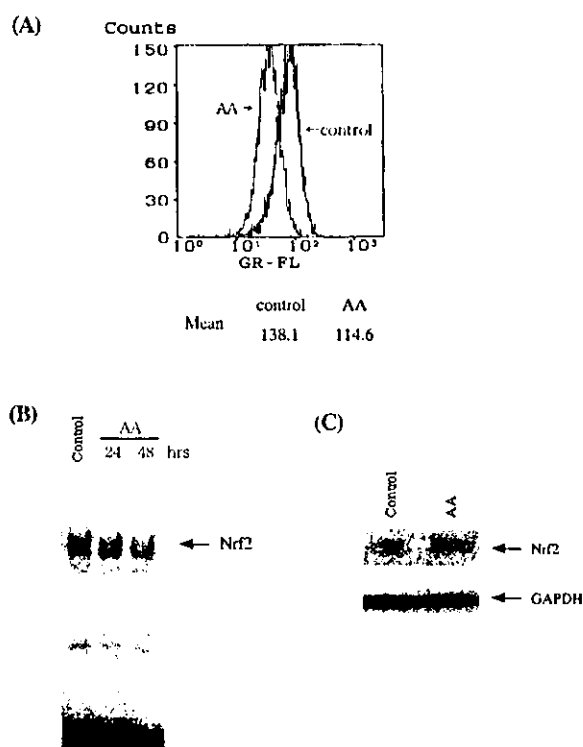 (A)
Counts
150
120
90
60
30
0
AA
control
10⁰ 10¹ 10² 10³
GR-FL
control AA
Mean 138.1 114.6
(B)
Control
AA
24 48 hrs
Nrf2
(C)
Control
AA
Nrf2
GAPDH